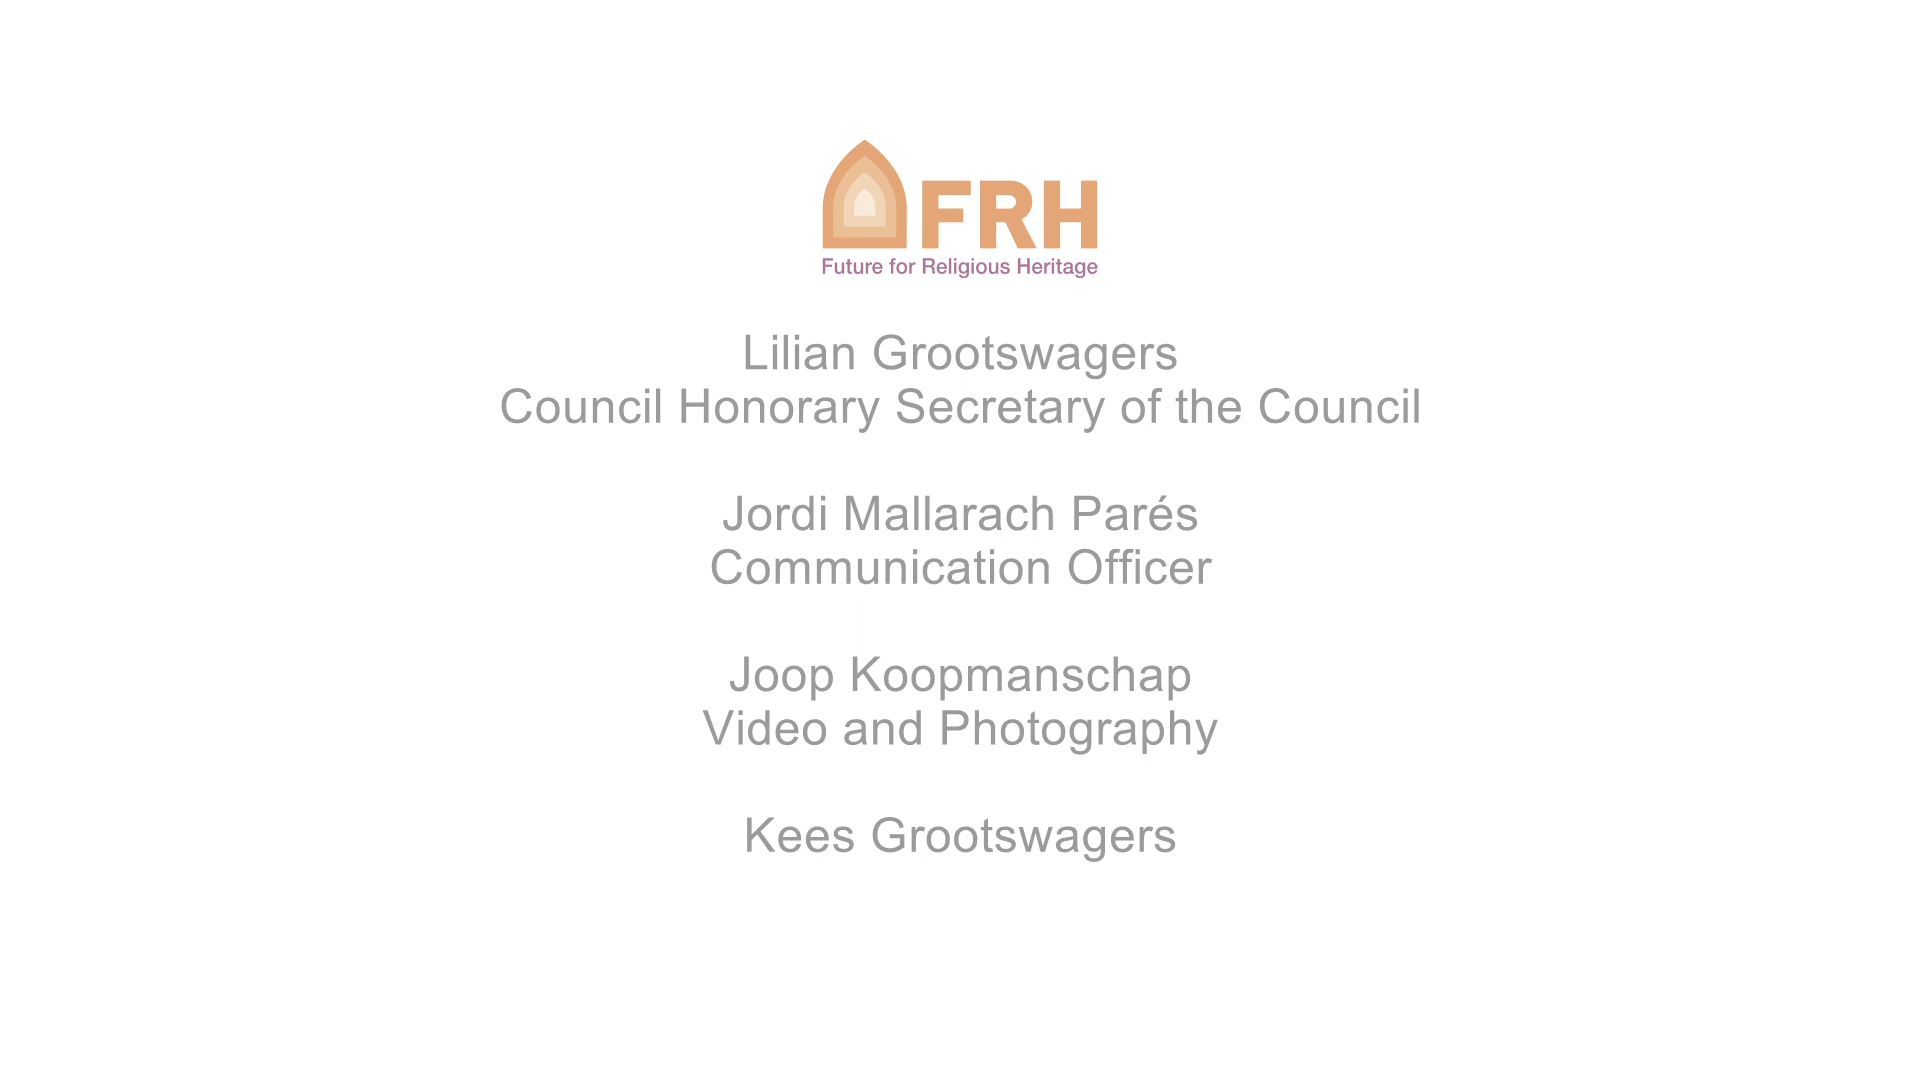 FRH
Future for Religious Heritage
Lilian Grootswagers
Council Honorary Secretary of the Council
Jordi Mallarach Parés
Communication Officer
Joop Koopmanschap
Video and Photography
Kees Grootswagers